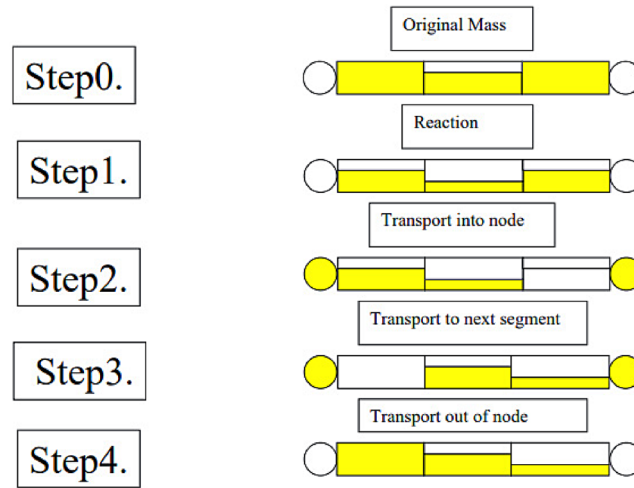 Original Mass
Step0.
Reaction
Step1.
Transport into node
Step2.
Transport to next segment
Step3.
Transport out of node
Step4.